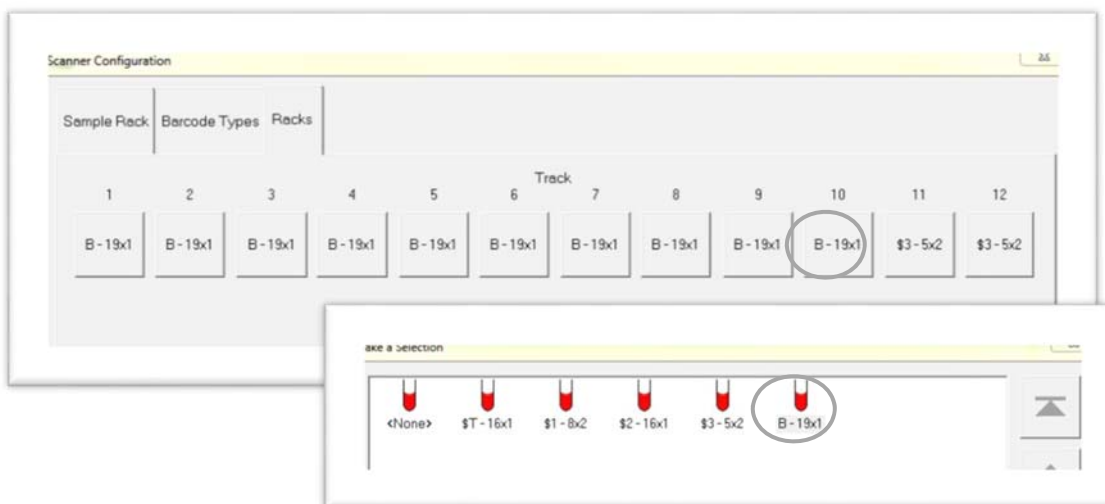 Scanner Configuration
Sample Rack Barcode Types Racks
Track
1 2 3 4 5 6 7 8 9 10 11 12
B - 19x1 B - 19x1 B - 19x1 B - 19x1 B - 19x1 B - 19x1 B - 19x1 B - 19x1 B - 19x1 B - 19x1 $3 - 5x2 $3 - 5x2
ake a Selection
<None> $T - 16x1 $1 - 8x2 $2 - 16x1 $3 - 5x2 B - 19x1